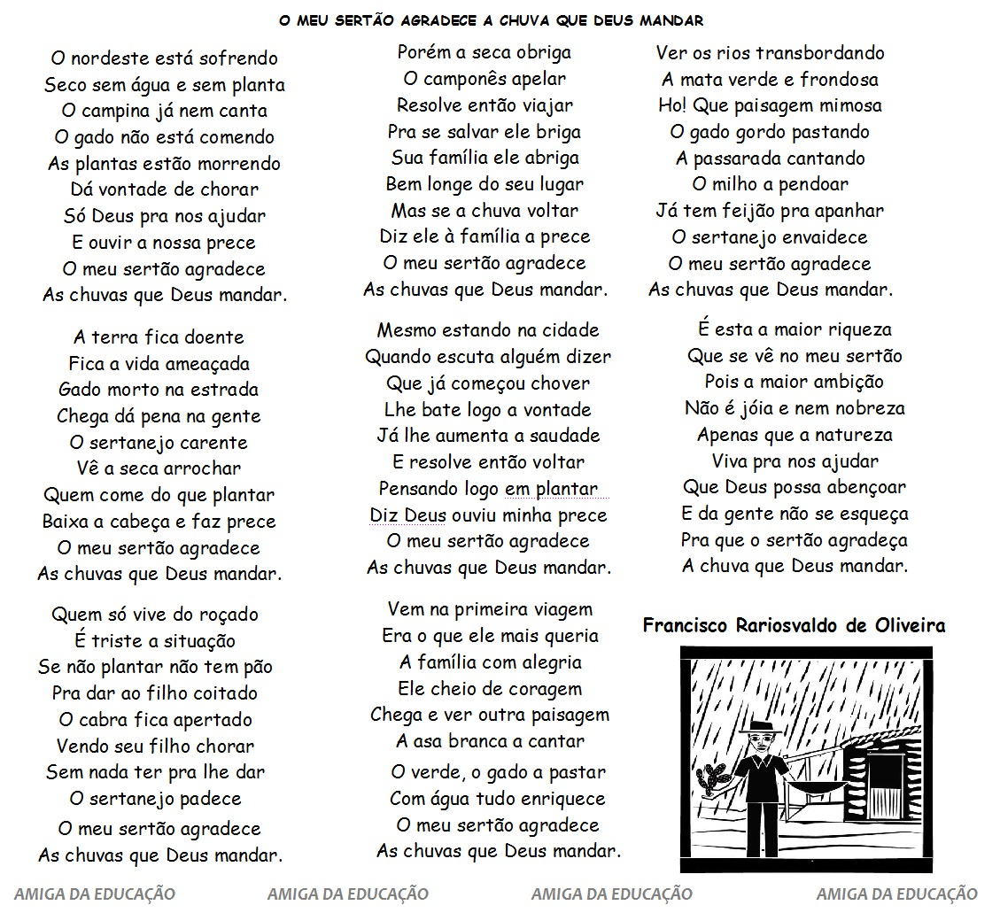 O MEU SERTÃO AGRADECE A CHUVA QUE DEUS MANDAR
O nordeste está sofrendo
Seco sem água e sem planta
O campina já nem canta
O gado não está comendo
As plantas estão morrendo
Dá vontade de chorar
Só Deus pra nos ajudar
E ouvir a nossa prece
O meu sertão agradece
As chuvas que Deus mandar.
A terra fica doente
Fica a vida ameaçada
Gado morto na estrada
Chega dá pena na gente
O sertanejo carente
Vê a seca arrochar
Quem come do que plantar
Baixa a cabeça e faz prece
O meu sertão agradece
As chuvas que Deus mandar.
Quem só vive do roçado
É triste a situação
Se não plantar não tem pão
Pra dar ao filho coitado
O cabra fica apertado
Vendo seu filho chorar
Sem nada ter pra lhe dar
O sertanejo padece
O meu sertão agradece
As chuvas que Deus mandar.
Porém a seca obriga
O camponês apelar
Resolve então viajar
Pra se salvar ele briga
Sua família ele abriga
Bem longe do seu lugar
Mas se a chuva voltar
Diz ele à família a prece
O meu sertão agradece
As chuvas que Deus mandar.
Mesmo estando na cidade
Quando escuta alguém dizer
Que já começou chover
Lhe bate logo a vontade
Já lhe aumenta a saudade
E resolve então voltar
Pensando logo em plantar
Diz Deus ouviu minha prece
O meu sertão agradece
As chuvas que Deus mandar.
Vem na primeira viagem
Era o que ele mais queria
A família com alegria
Ele cheio de coragem
Chega e ver outra paisagem
A asa branca a cantar
O verde, o gado a pastar
Com água tudo enriquece
O meu sertão agradece
As chuvas que Deus mandar.
Ver os rios transbordando
A mata verde e frondosa
Ho! Que paisagem mimosa
O gado gordo pastando
A passarada cantando
O milho a pendoar
Já tem feijão pra apanhar
O sertanejo envaidece
O meu sertão agradece
As chuvas que Deus mandar.
É esta a maior riqueza
Que se vê no meu sertão
Pois a maior ambição
Não é jóia e nem nobreza
Apenas que a natureza
Viva pra nos ajudar
Que Deus possa abençoar
E da gente não se esqueça
Pra que o sertão agradeça
A chuva que Deus mandar.
Francisco Rariosvaldo de Oliveira
AMIGA DA EDUCAÇÃO AMIGA DA EDUCAÇÃO AMIGA DA EDUCAÇÃO AMIGA DA EDUCAÇÃO